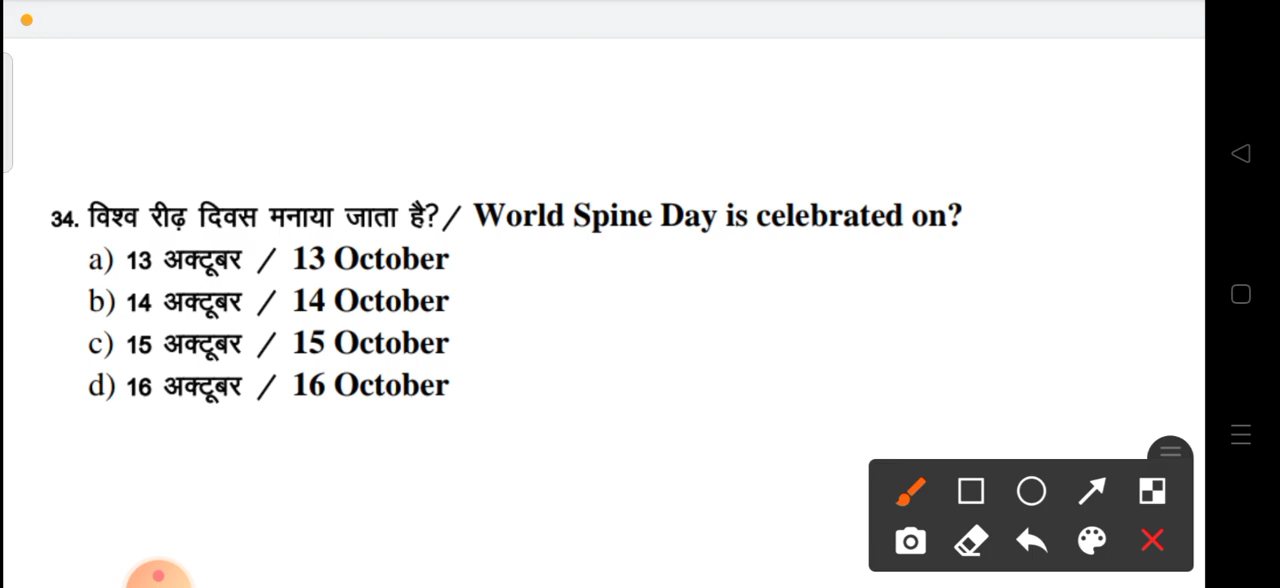 34. विश्व रीढ़ दिवस मनाया जाता है?/ World Spine Day is celebrated on?
a) 13 अक्टूबर / 13 October
b) 14 अक्टूबर / 14 October
c) 15 अक्टूबर / 15 October
d) 16 अक्टूबर / 16 October